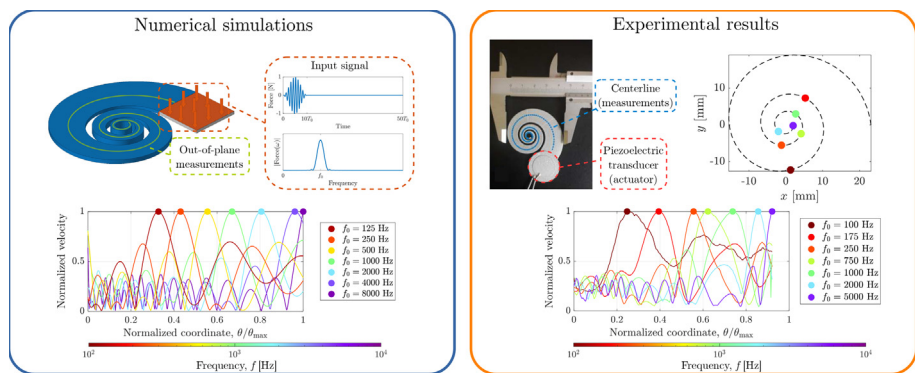 Numerical simulations
Input signal
Force [N]
1
0
-1
0
10T₀
50T₀
Time
|Force(ω)|
0
f₀
Frequency
Out-of-plane
measurements
Normalized velocity
1
0.5
0
0
0.2
0.4
0.6
0.8
1
Normalized coordinate, θ/θmax
f₀ = 125 Hz
f₀ = 250 Hz
f₀ = 500 Hz
f₀ = 1000 Hz
f₀ = 2000 Hz
f₀ = 4000 Hz
f₀ = 8000 Hz
10²
10³
10⁴
Frequency, f [Hz]
Experimental results
Centerline
(measurements)
Piezoelectric
transducer
(actuator)
y [mm]
10
0
-10
-10
0
10
20
x [mm]
Normalized velocity
1
0.5
0
0
0.2
0.4
0.6
0.8
1
Normalized coordinate, θ/θmax
f₀ = 100 Hz
f₀ = 175 Hz
f₀ = 250 Hz
f₀ = 750 Hz
f₀ = 1000 Hz
f₀ = 2000 Hz
f₀ = 5000 Hz
10²
10³
10⁴
Frequency, f [Hz]